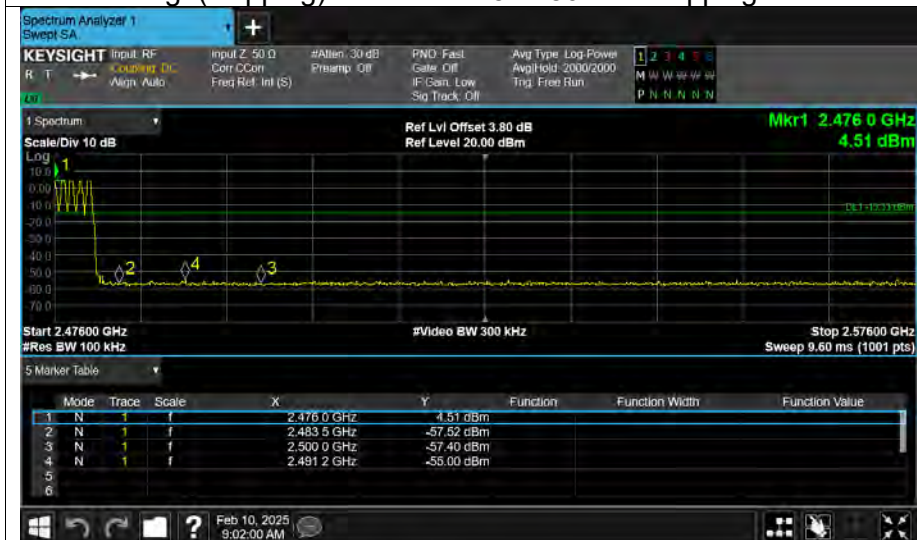 Spectrum Analyzer 1
Swept SA
+
KEYSIGHT Input: RF Input Z: 50 Ω #Atten: 30 dB PNO: Fast Avg Type: Log-Power 1 2 3 4 5 6
R T Coupling: DC Corr CCorr Preamp: Off Gate: Off Avg|Hold: 2000/2000 M W W W W W
Align: Auto Freq Ref: Int (S) IF Gain: Low Trig: Free Run
Sig Track: Off P N N N N N
1 Spectrum
Ref Lvl Offset 3.80 dB Mkr1 2.476 0 GHz
Scale/Div 10 dB Ref Level 20.00 dBm 4.51 dBm
Log
10.0
0.00
-10.0
-20.0
-30.0
-40.0
-50.0
-60.0
-70.0
1
2
4
3
Start 2.47600 GHz #Video BW 300 kHz Stop 2.57600 GHz
#Res BW 100 kHz Sweep 9.60 ms (1001 pts)
5 Marker Table
Mode Trace Scale X Y Function Function Width Function Value
1 N 1 f 2.476 0 GHz 4.51 dBm
2 N 1 f 2.483 5 GHz -57.52 dBm
3 N 1 f 2.500 0 GHz -57.40 dBm
4 N 1 f 2.491 2 GHz -55.00 dBm
5
6
?
Feb 10, 2025
9:02:00 AM